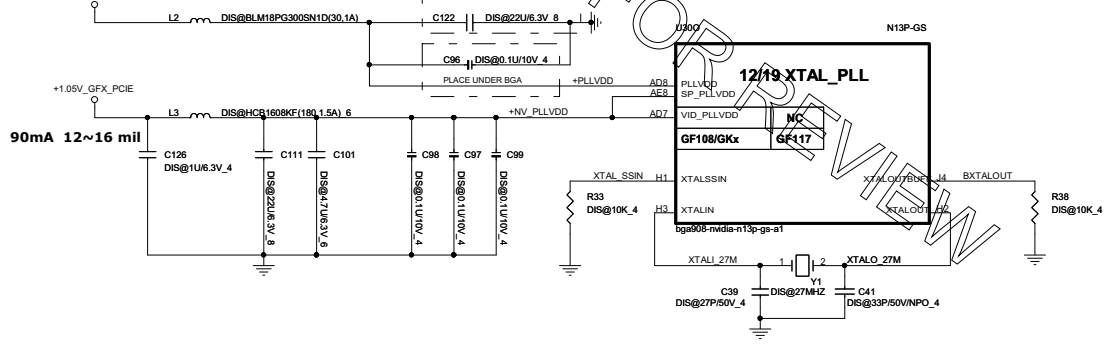 L2 DIS@BLM18PG300SN1D(30,1A)
C122 DIS@22U/6.3V_8
C96 DIS@0.1U/10V_4
PLACE UNDER BGA
+1.05V_GFX_PCIE
L3 DIS@HCB1608KF(180,1.5A)_6
90mA 12~16 mil
C126
DIS@1U/6.3V_4
C111
DIS@22U/6.3V_8
C101
DIS@4.7U/6.3V_6
C98
DIS@0.1U/10V_4
C97
DIS@0.1U/10V_4
C99
DIS@0.1U/10V_4
+PLLVDD
+NV_PLLVDD
U30O N13P-GS
12/19 XTAL_PLL
AD8 PLLVDD
AE8 SP_PLLVDD
AD7 VID_PLLVDD NC
GF108/GKx GF117
XTAL_SSIN H1 XTALSSIN
XTALOUTBUFF J4 BXTALOUT
H3 XTALIN
XTALOUT H2
bga908-nvidia-n13p-gs-a1
R33
DIS@10K_4
R38
DIS@10K_4
XTALI_27M 1 2 XTALO_27M
Y1
DIS@27MHZ
C39
DIS@27P/50V_4
C41
DIS@33P/50V/NPO_4
FOR REVIEW